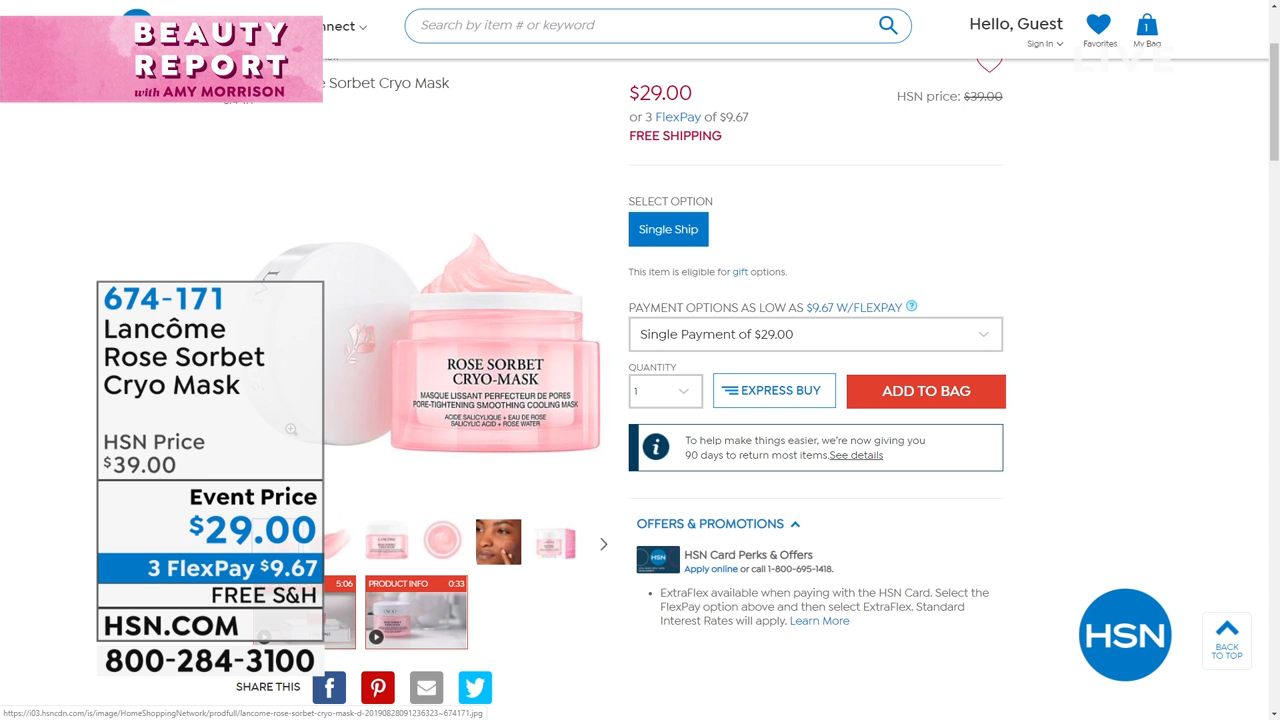 BEAUTY
REPORT
with AMY MORRISON
nnect
Search by item # or keyword
Hello, Guest
Sign In
Favorites
1
My Bag
LIVE
Sorbet Cryo Mask
$29.00
HSN price: $39.00
or 3 FlexPay of $9.67
FREE SHIPPING
SELECT OPTION
Single Ship
This item is eligible for gift options.
PAYMENT OPTIONS AS LOW AS $9.67 W/FLEXPAY ?
Single Payment of $29.00
QUANTITY
1
EXPRESS BUY
ADD TO BAG
To help make things easier, we're now giving you
90 days to return most items.See details
OFFERS & PROMOTIONS
HSN
HSN Card Perks & Offers
Apply online or call 1-800-695-1418.
• ExtraFlex available when paying with the HSN Card. Select the
FlexPay option above and then select ExtraFlex. Standard
Interest Rates will apply. Learn More
ROSE SORBET
CRYO-MASK
MASQUE LISSANT PERFECTEUR DE PORES
PORE-TIGHTENING SMOOTHING COOLING MASK
ACIDE SALICYLIQUE + EAU DE ROSE
SALICYLIC ACID + ROSE WATER
674-171
Lancôme
Rose Sorbet
Cryo Mask
HSN Price
$39.00
Event Price
$29.00
3 FlexPay $9.67
FREE S&H
HSN.COM
800-284-3100
5:06
PRODUCT INFO 0:33
SHARE THIS
HSN
BACK
TO TOP
https://i03.hsncdn.com/is/image/HomeShoppingNetwork/prodfull/lancome-rose-sorbet-cryo-mask-d-20190828091236323~674171.jpg